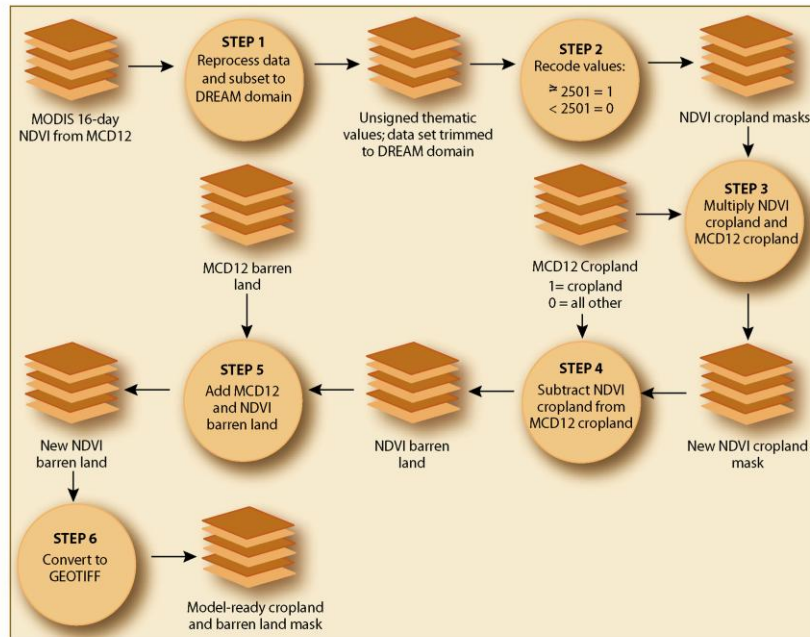 STEP 1
Reprocess data
and subset to
DREAM domain
STEP 2
Recode values:
≥ 2501 = 1
< 2501 = 0
MODIS 16-day
NDVI from MCD12
Unsigned thematic
values; data set trimmed
to DREAM domain
NDVI cropland masks
STEP 3
Multiply NDVI
cropland and
MCD12 cropland
MCD12 barren
land
MCD12 Cropland
1= cropland
0 = all other
STEP 5
Add MCD12
and NDVI
barren land
STEP 4
Subtract NDVI
cropland from
MCD12 cropland
New NDVI
barren land
NDVI barren
land
New NDVI cropland
mask
STEP 6
Convert to
GEOTIFF
Model-ready cropland
and barren land mask